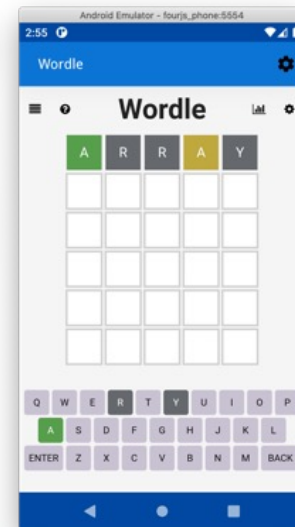 Android Emulator - fourjs_phone:5554
2:55
Wordle
Wordle
A R R A Y
Q W E R T Y U I O P
A S D F G H J K L
ENTER Z X C V B N M BACK